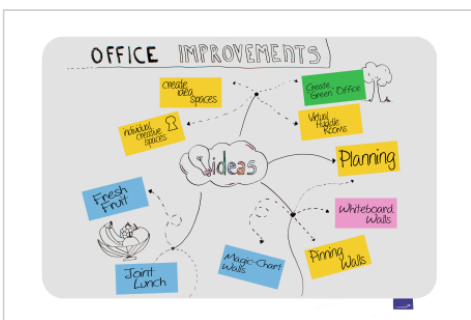 OFFICE IMPROVEMENTS
create
idea
spaces
Create
Green Office
individual
creative
spaces
Virtual
Huddle
Rooms
ideas
Planning
Fresh
Fruit
Whiteboard
Walls
Joint
Lunch
Magic-Chart
Walls
Pinning
Walls